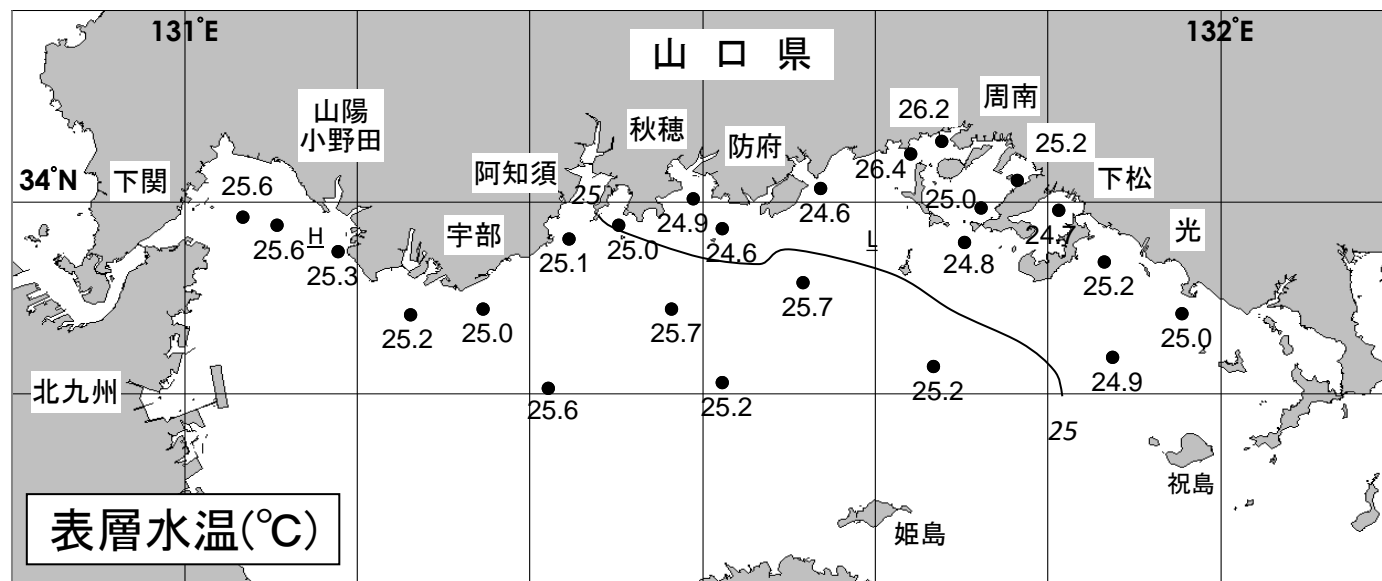 131°E
132°E
山口県
山陽
小野田
秋穂
防府
26.2
周南
25.2
34°N
下関
25.6
阿知須
25
24.9
24.6
26.4
25.0
下松
24.7
25.6
H
25.3
宇部
25.1
25.0
24.6
L
24.8
光
25.2
25.2
25.0
25.7
25.7
25.0
北九州
25.6
25.2
25.2
24.9
25
祝島
姫島
表層水温(℃)